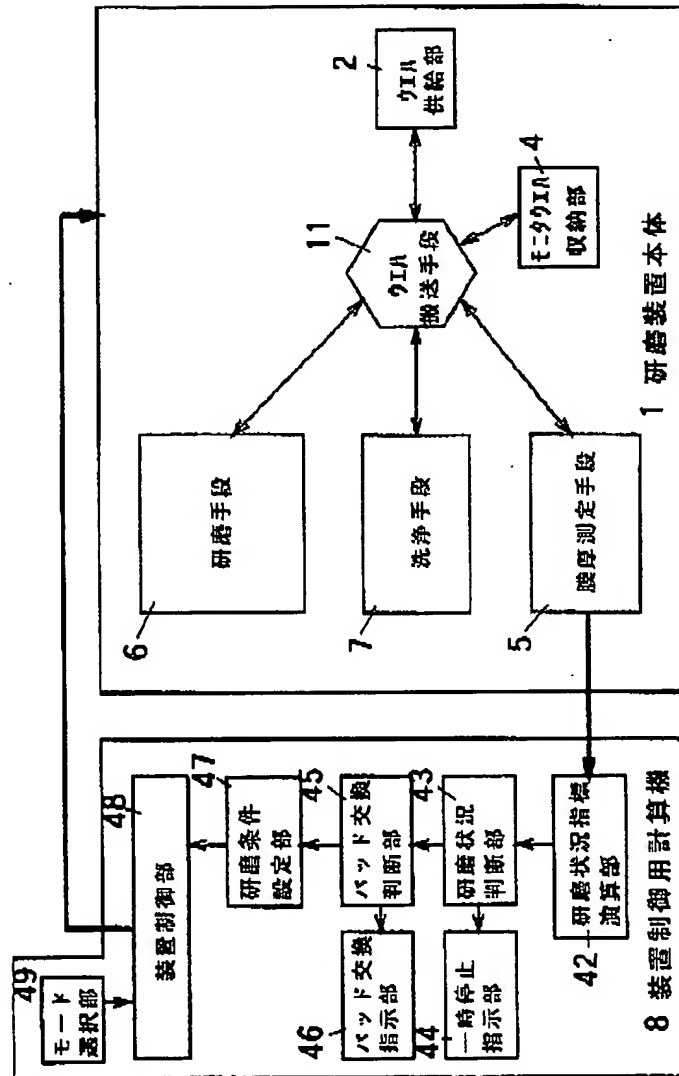 49
モード
選択部
48
装置制御部
47
研磨条件
設定部
45
パッド交換
判断部
46
パッド交換
指示部
43
研磨状況
判断部
44
一時停止
指示部
42
研磨状況指標
演算部
8 装置制御用計算機
6
研磨手段
7
洗浄手段
5
膜厚測定手段
11
ウエハ
搬送手段
2
ウエハ
供給部
4
モニタウエハ
収納部
1 研磨装置本体